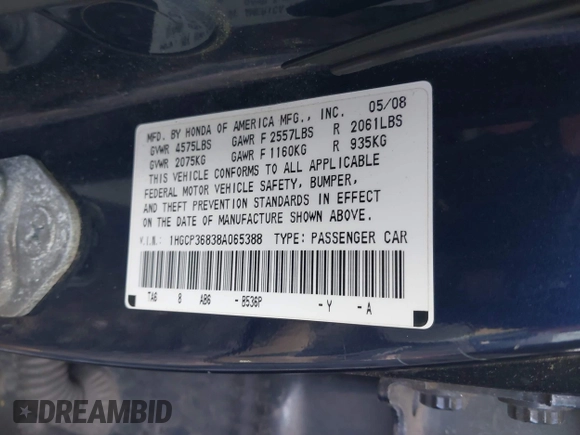 MFD. BY HONDA OF AMERICA MFG., INC. 05/08
GVWR 4575LBS GAWR F 2557LBS R 2061LBS
GVWR 2075KG GAWR F 1160KG R 935KG
THIS VEHICLE CONFORMS TO ALL APPLICABLE
FEDERAL MOTOR VEHICLE SAFETY, BUMPER,
AND THEFT PREVENTION STANDARDS IN EFFECT
ON THE DATE OF MANUFACTURE SHOWN ABOVE.
V.I.N.: 1HGCP36838A065388 TYPE: PASSENGER CAR
TA6 8 AB6 -B536P -Y -A
DREAMBID